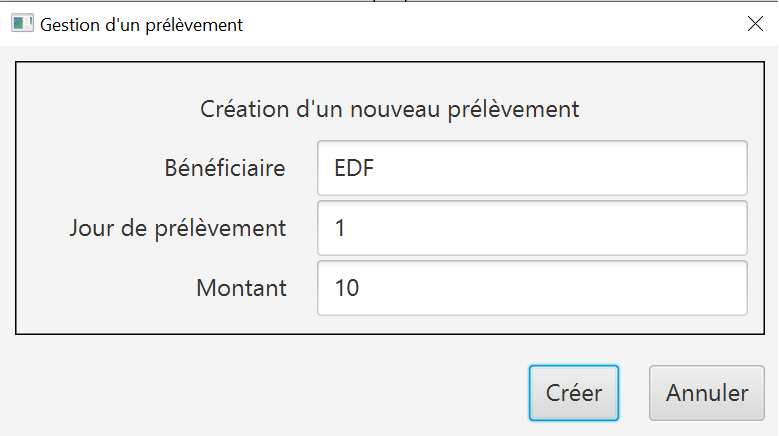 Gestion d'un prélèvement
Création d'un nouveau prélèvement
Bénéficiaire EDF
Jour de prélèvement 1
Montant 10
Créer Annuler